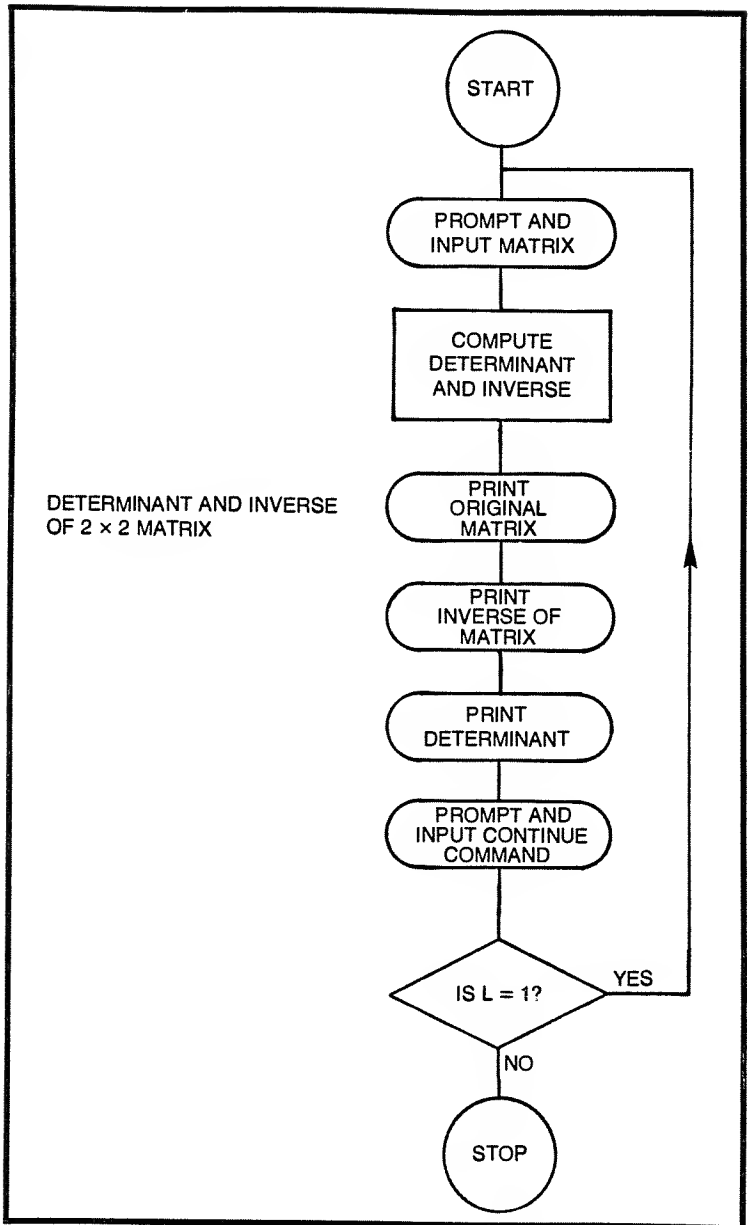 START
PROMPT AND
INPUT MATRIX
COMPUTE
DETERMINANT
AND INVERSE
DETERMINANT AND INVERSE
OF 2 × 2 MATRIX
PRINT
ORIGINAL
MATRIX
PRINT
INVERSE OF
MATRIX
PRINT
DETERMINANT
PROMPT AND
INPUT CONTINUE
COMMAND
IS L = 1?
YES
NO
STOP